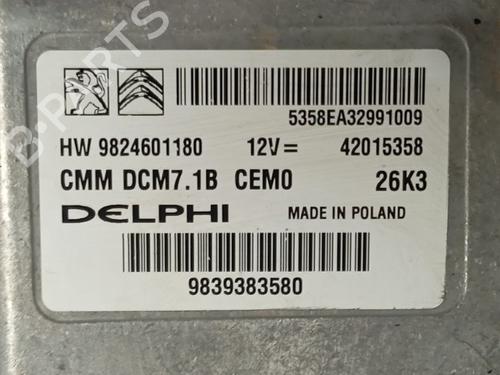 B-PARTS
5358EA32991009
HW 9824601180 12V= 42015358
CMM DCM7.1B CEM0 26K3
DELPHI MADE IN POLAND
9839383580